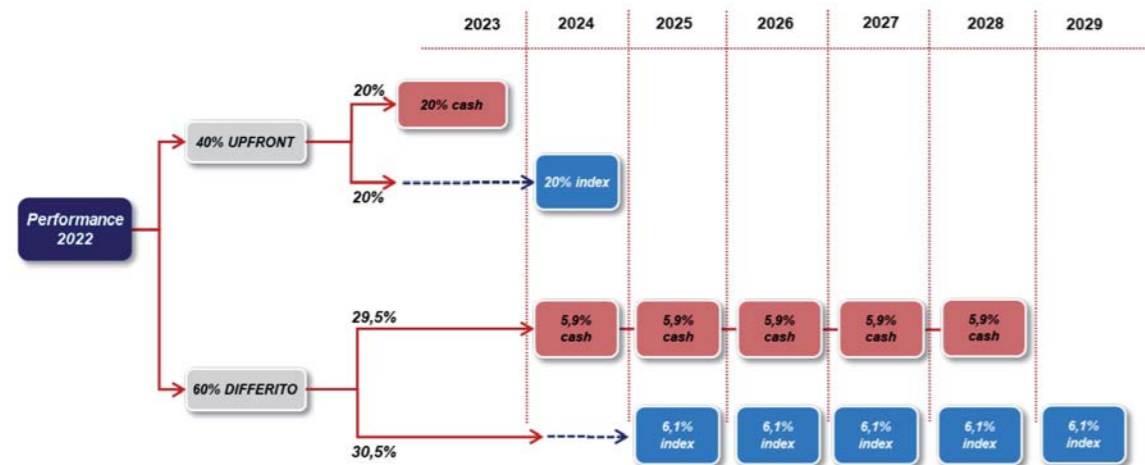 2023 2024 2025 2026 2027 2028 2029
20%
20% cash
40% UPFRONT
20% index
20%
Performance
2022
29,5%
5,9% 5,9% 5,9% 5,9% 5,9%
cash cash cash cash cash
60% DIFFERITO
6,1% 6,1% 6,1% 6,1% 6,1%
index index index index index
30,5%